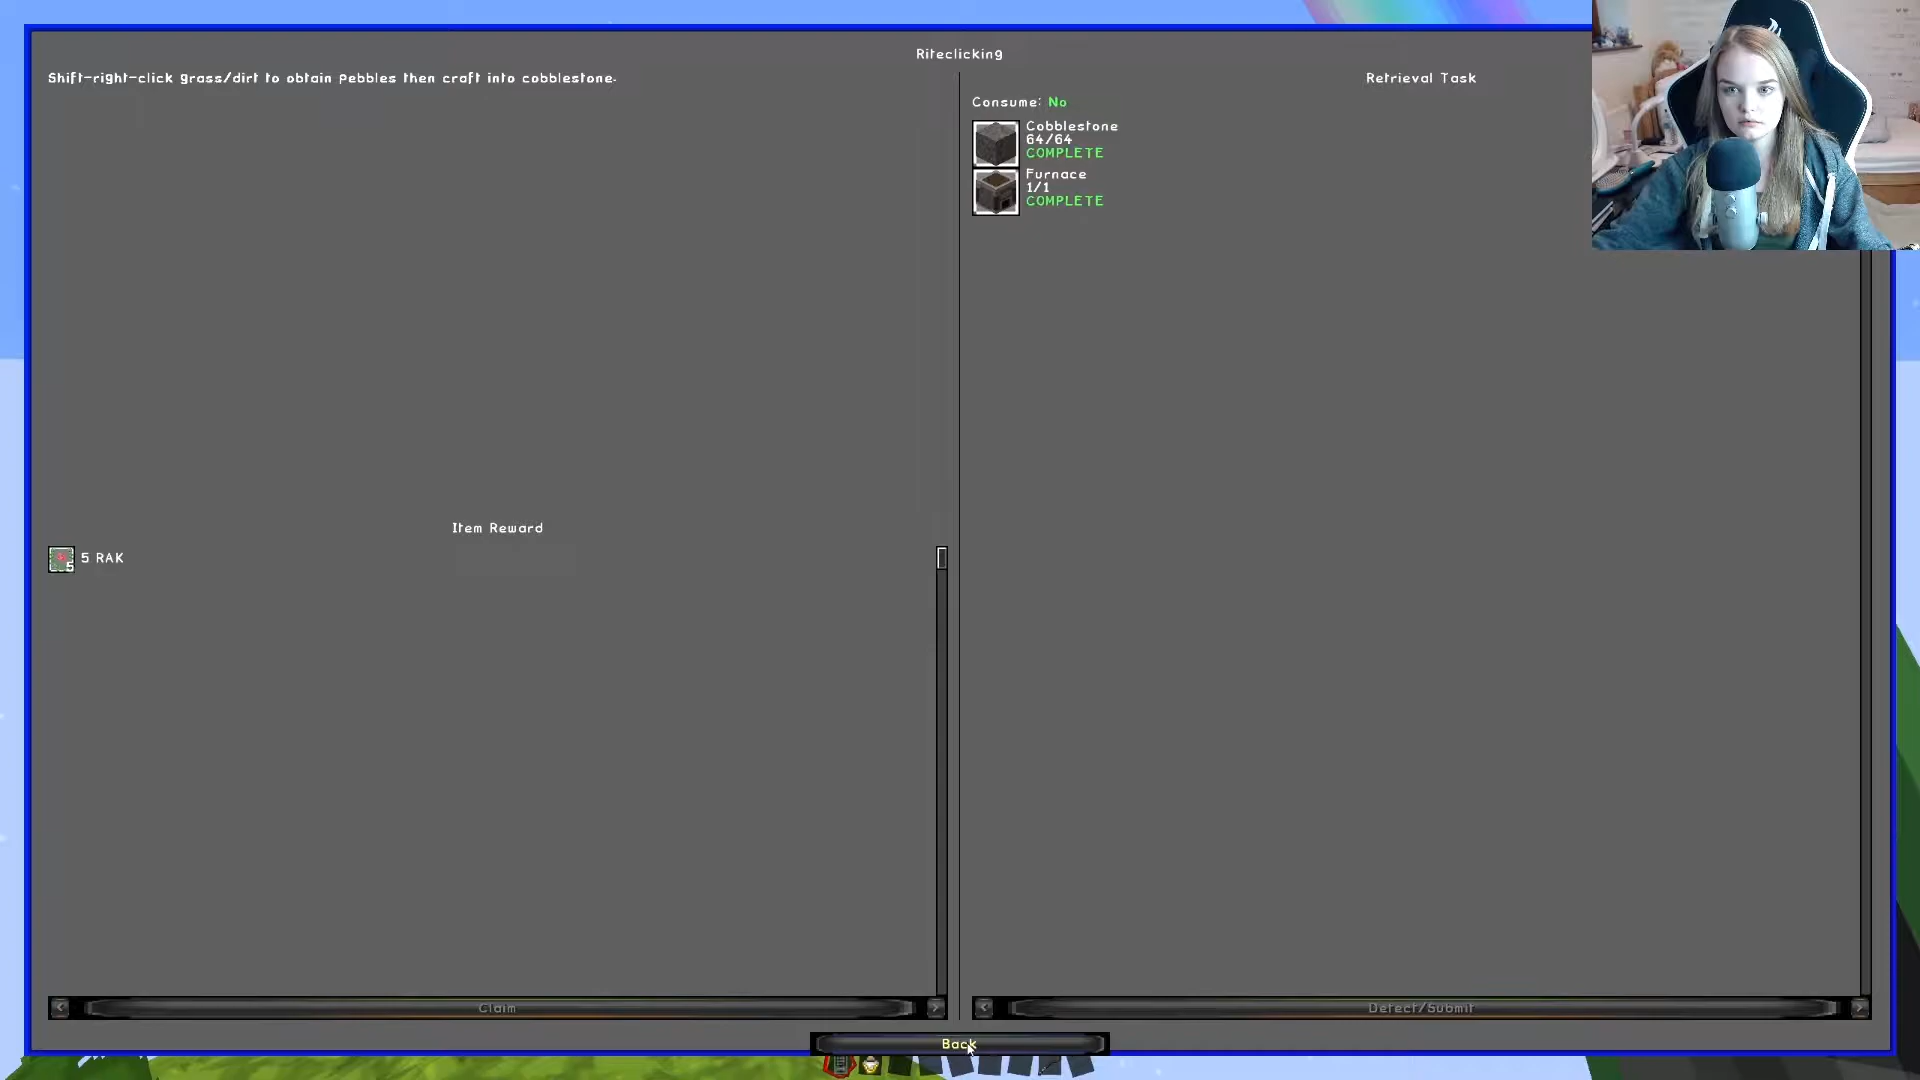 Riteclicking
Shift-right-click grass/dirt to obtain pebbles then craft into cobblestone.
Retrieval Task
Consume: No
Cobblestone
64/64
COMPLETE
Furnace
1/1
COMPLETE
Item Reward
5
5 RAK
< Claim >
< Detect/Submit >
Back